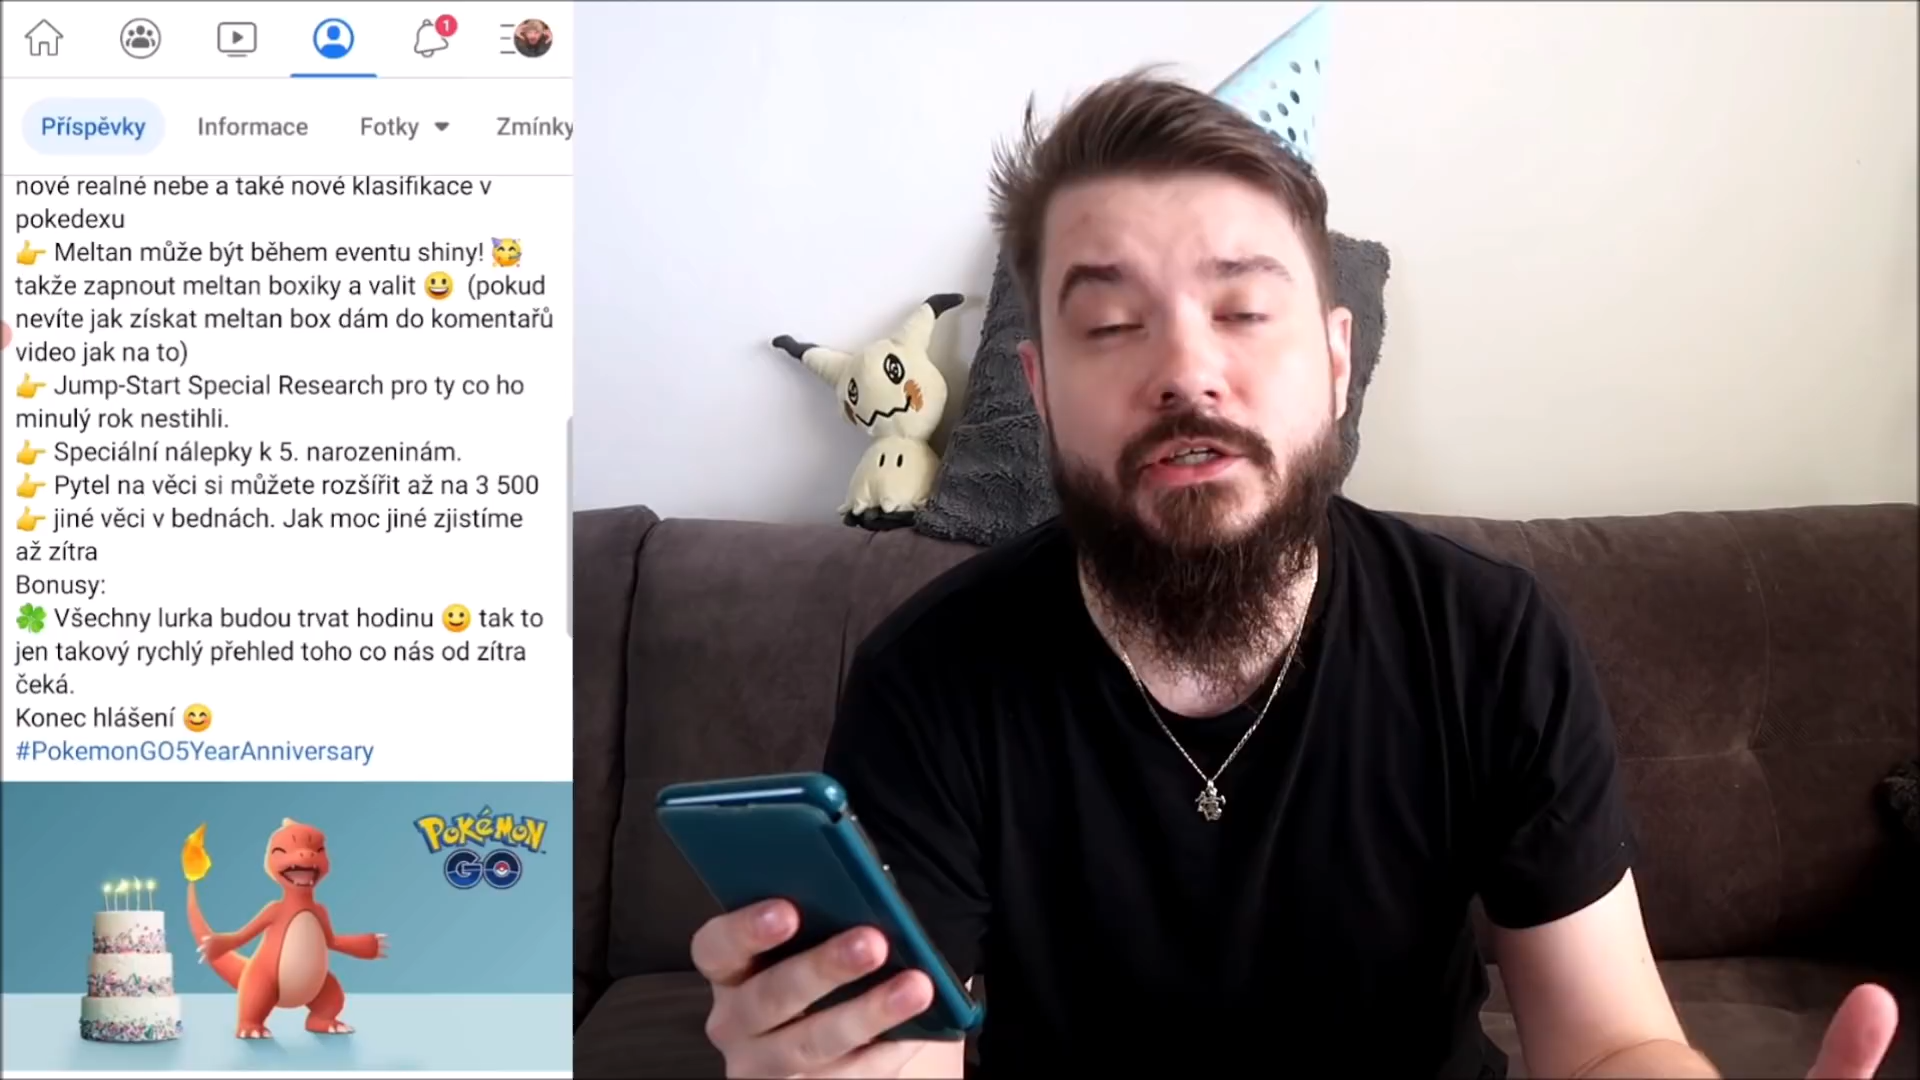 1
Příspěvky Informace Fotky Zmínky
nové realné nebe a také nové klasifikace v
pokedexu
👉 Meltan může být během eventu shiny! 🥳
takže zapnout meltan boxiky a valit 😀 (pokud
nevíte jak získat meltan box dám do komentařů
video jak na to)
👉 Jump-Start Special Research pro ty co ho
minulý rok nestihli.
👉 Speciální nálepky k 5. narozeninám.
👉 Pytel na věci si můžete rozšířit až na 3 500
👉 jiné věci v bednách. Jak moc jiné zjistíme
až zítra
Bonusy:
🍀 Všechny lurka budou trvat hodinu 🙂 tak to
jen takový rychlý přehled toho co nás od zítra
čeká.
Konec hlášení 😊
#PokemonGO5YearAnniversary
POKéMON
GO